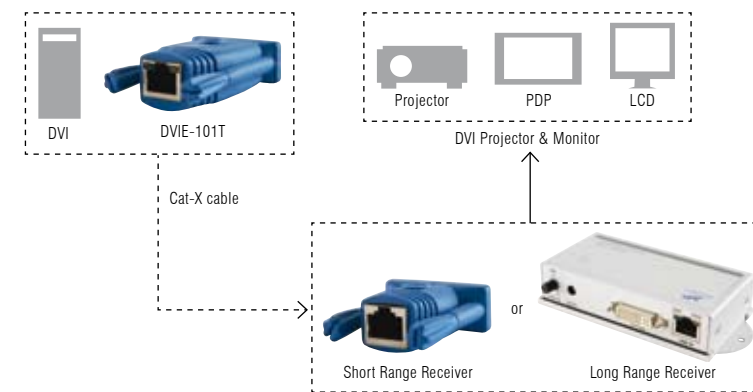 DVI
DVIE-101T
Projector
PDP
LCD
DVI Projector & Monitor
Cat-X cable
or
Short Range Receiver
Long Range Receiver